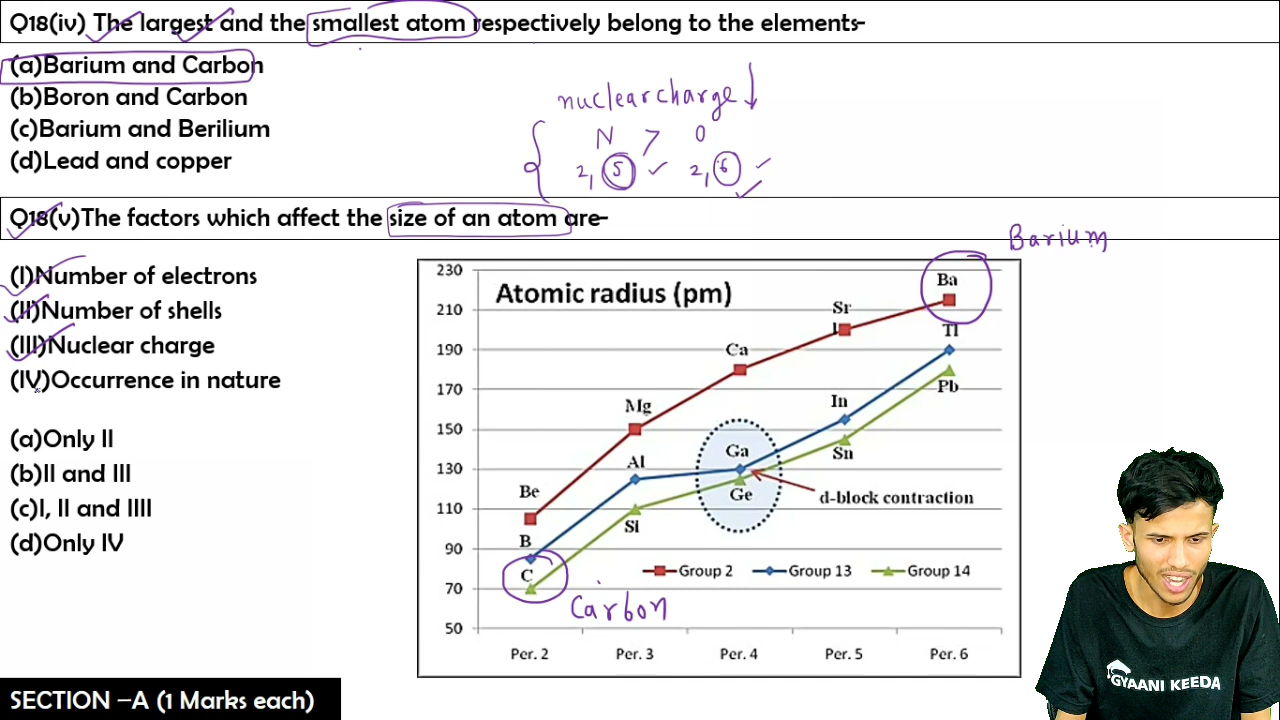 Q18(iv) The largest and the smallest atom respectively belong to the elements-
(a)Barium and Carbon
(b)Boron and Carbon
(c)Barium and Berilium
(d)Lead and copper
nuclear charge ↓
N > O
2, 5 2, 6
Q18(v)The factors which affect the size of an atom are-
Barium
(I)Number of electrons
(II)Number of shells
(III)Nuclear charge
(IV)Occurrence in nature
(a)Only II
(b)II and III
(c)I, II and IIII
(d)Only IV
Atomic radius (pm)
230
210
190
170
150
130
110
90
70
50
Ba
Sr
Tl
Ca
Pb
Mg
In
Ga
Sn
Al
Ge
d-block contraction
Be
Si
B
C
Group 2 Group 13 Group 14
Carbon
Per. 2 Per. 3 Per. 4 Per. 5 Per. 6
GYAANI KEEDA
SECTION –A (1 Marks each)